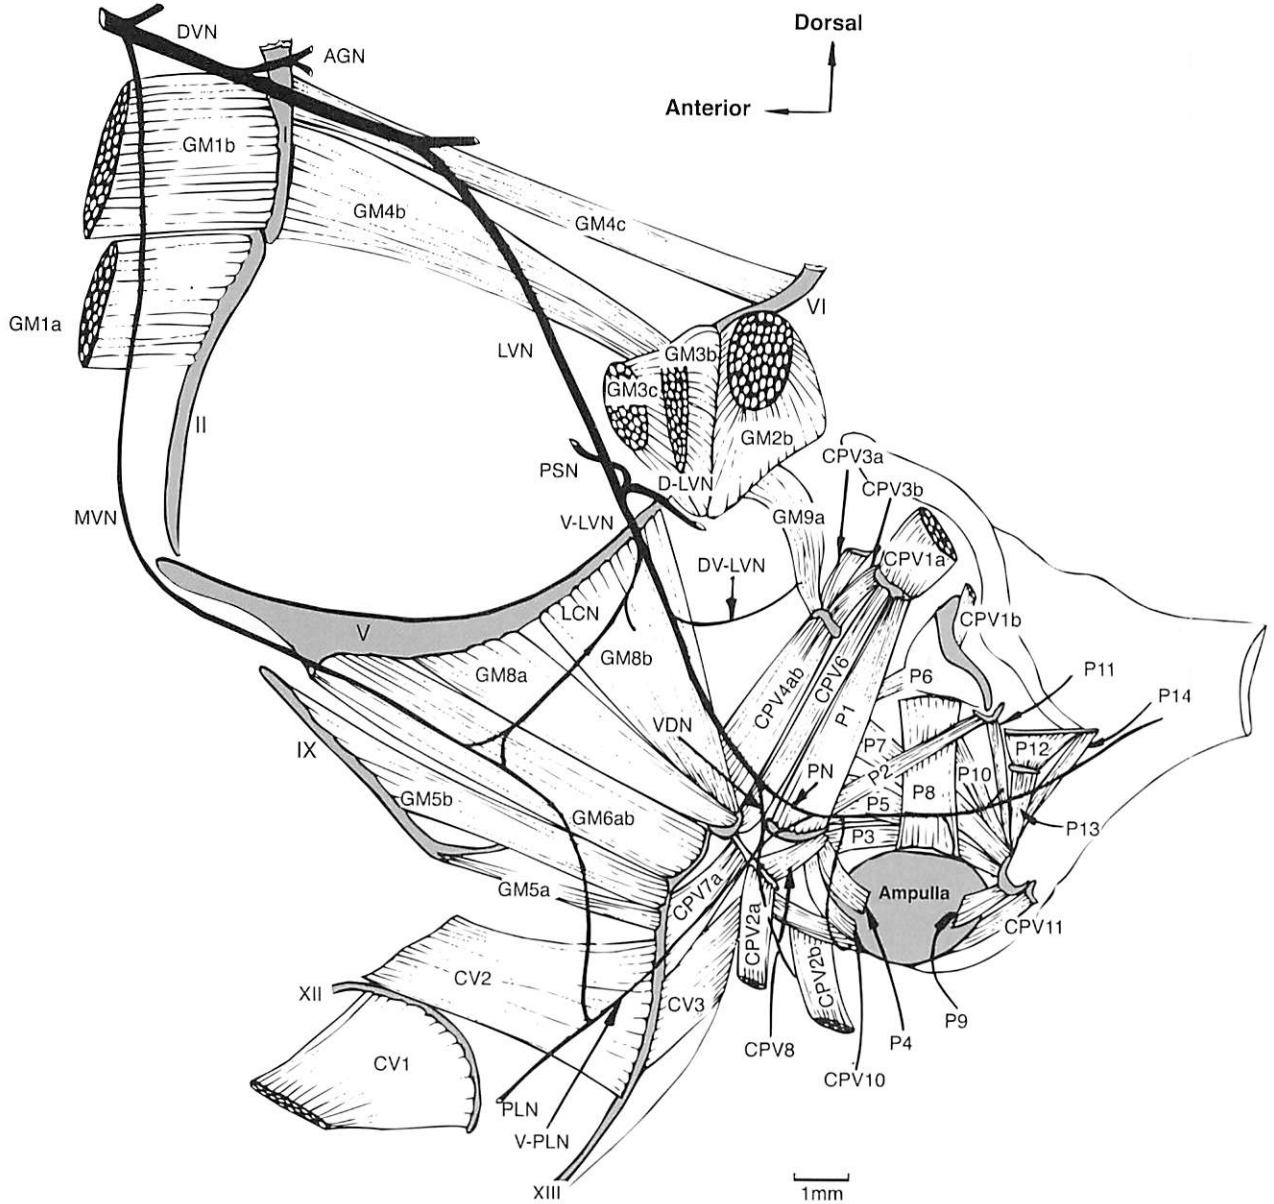 Dorsal
Anterior
DVN
AGN
GM1b
I
GM4b
GM4c
GM1a
VI
LVN
GM3b
GM3c
II
GM2b
PSN
D-LVN
CPV3a
CPV3b
MVN
V-LVN
GM9a
CPV1a
DV-LVN
LCN
CPV1b
V
GM8b
GM8a
P6
P11
CPV4ab
CPV6
P14
P1
VDN
IX
P7
P12
PN
P2
P10
P8
GM5b
P5
GM6ab
P3
P13
GM5a
CPV7a
Ampulla
CPV2a
CPV11
CPV2b
CV2
XII
CV3
P9
P4
CPV8
CV1
CPV10
PLN
V-PLN
XIII
1mm